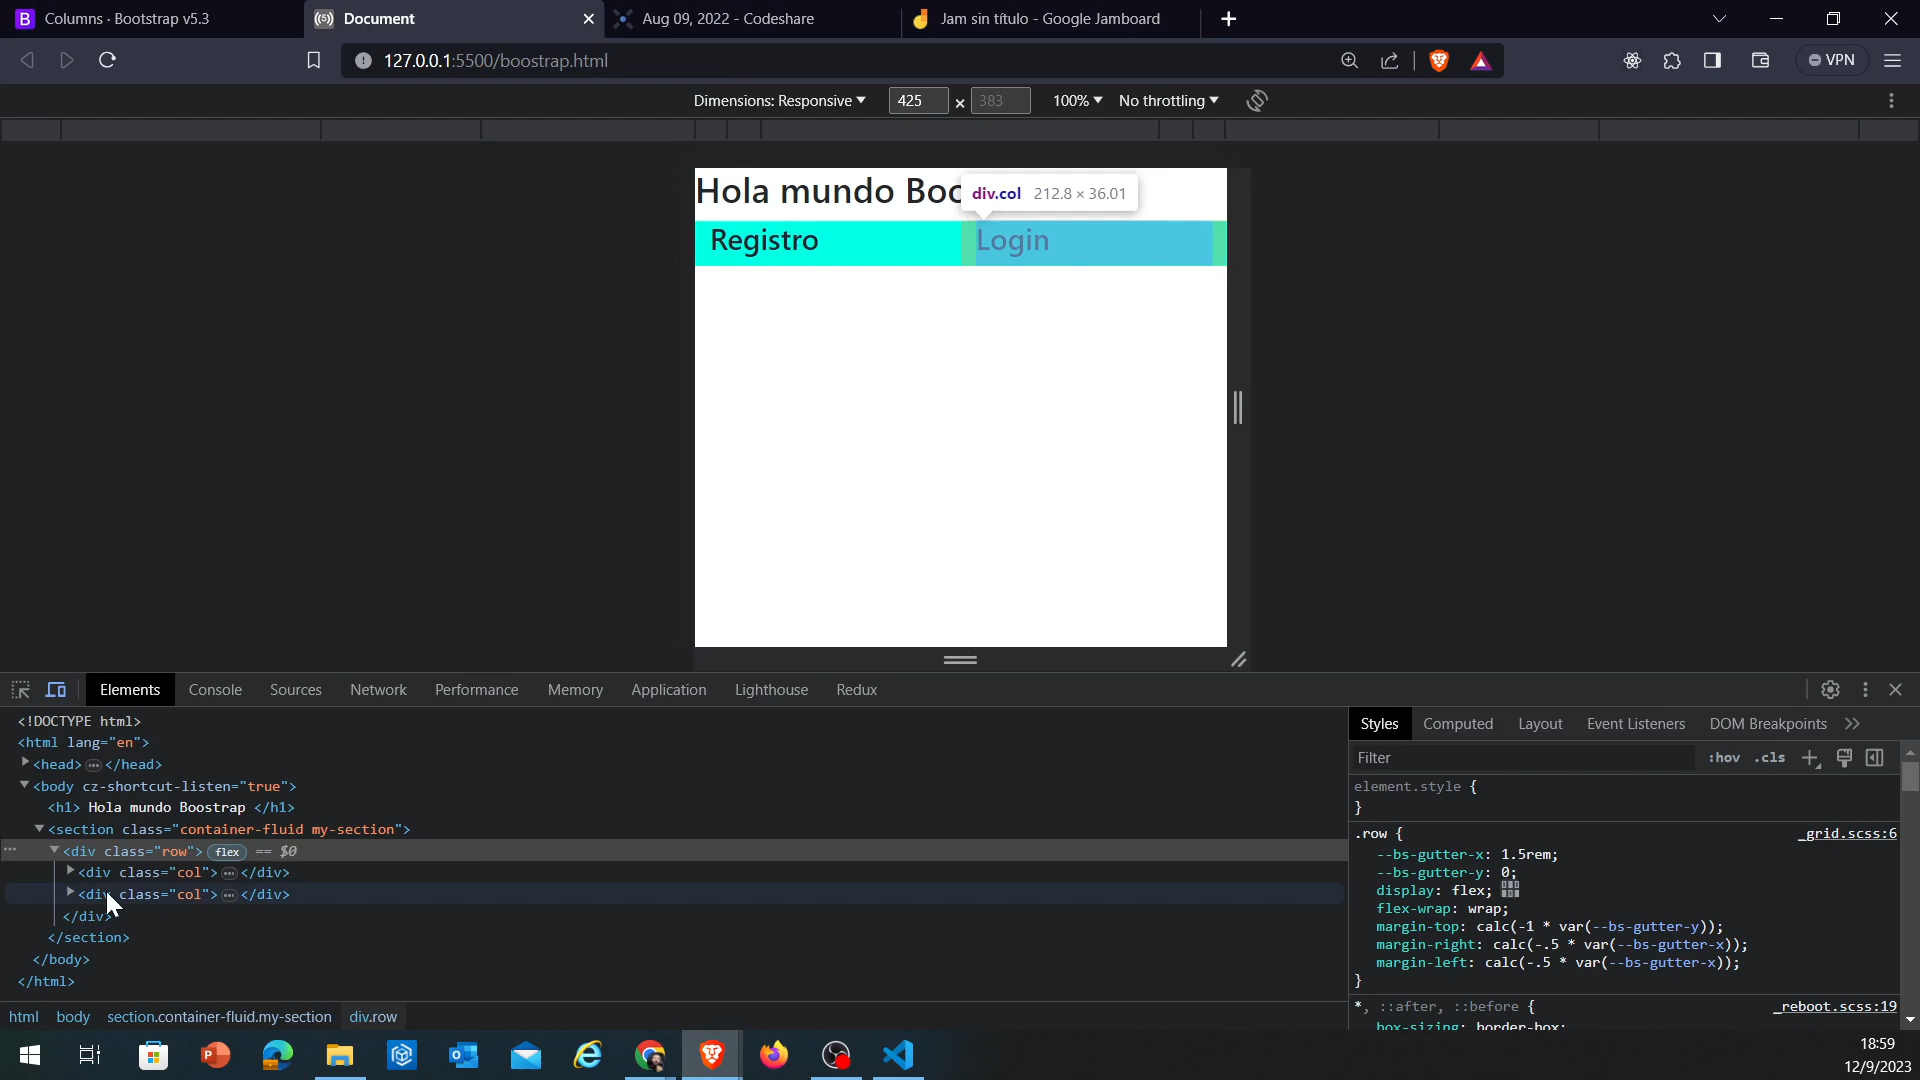 Columns · Bootstrap v5.3
Document
Aug 09, 2022 - Codeshare
Jam sin título - Google Jamboard
127.0.0.1:5500/boostrap.html
VPN
Dimensions: Responsive
425
×
383
100%
No throttling
Hola mundo Boo
div.col 212.8 × 36.01
Registro
Login
Elements
Console
Sources
Network
Performance
Memory
Application
Lighthouse
Redux
<!DOCTYPE html>
<html lang="en">
<head> ⋯ </head>
<body cz-shortcut-listen="true">
<h1> Hola mundo Boostrap </h1>
<section class="container-fluid my-section">
<div class="row"> flex == $0
<div class="col"> ⋯ </div>
<div class="col"> ⋯ </div>
</div>
</section>
</body>
</html>
html body section.container-fluid.my-section div.row
Styles
Computed
Layout
Event Listeners
DOM Breakpoints
Filter
:hov .cls
element.style {
}
.row {
_grid.scss:6
--bs-gutter-x: 1.5rem;
--bs-gutter-y: 0;
display: flex;
flex-wrap: wrap;
margin-top: calc(-1 * var(--bs-gutter-y));
margin-right: calc(-.5 * var(--bs-gutter-x));
margin-left: calc(-.5 * var(--bs-gutter-x));
}
*, ::after, ::before {
_reboot.scss:19
box-sizing: border-box;
18:59
12/9/2023